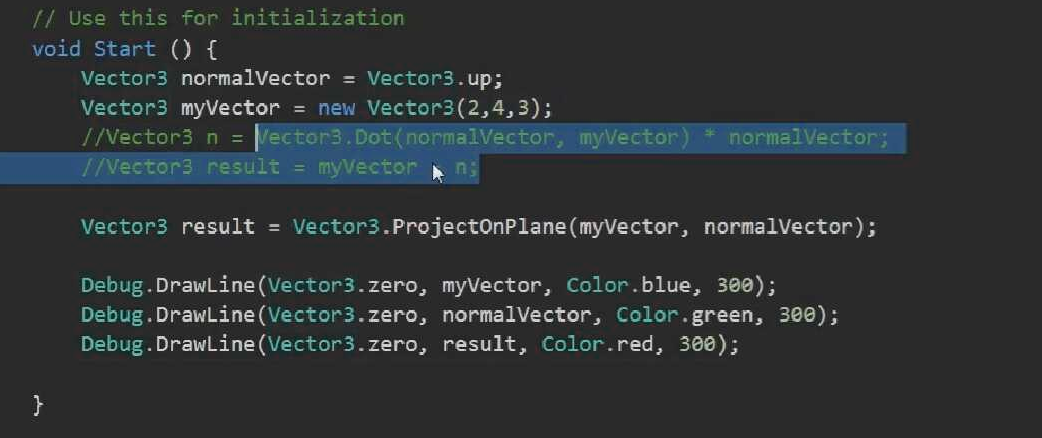 // Use this for initialization
void Start () {
Vector3 normalVector = Vector3.up;
Vector3 myVector = new Vector3(2,4,3);
//Vector3 n = Vector3.Dot(normalVector, myVector) * normalVector;
//Vector3 result = myVector n;
Vector3 result = Vector3.ProjectOnPlane(myVector, normalVector);
Debug.DrawLine(Vector3.zero, myVector, Color.blue, 300);
Debug.DrawLine(Vector3.zero, normalVector, Color.green, 300);
Debug.DrawLine(Vector3.zero, result, Color.red, 300);
}